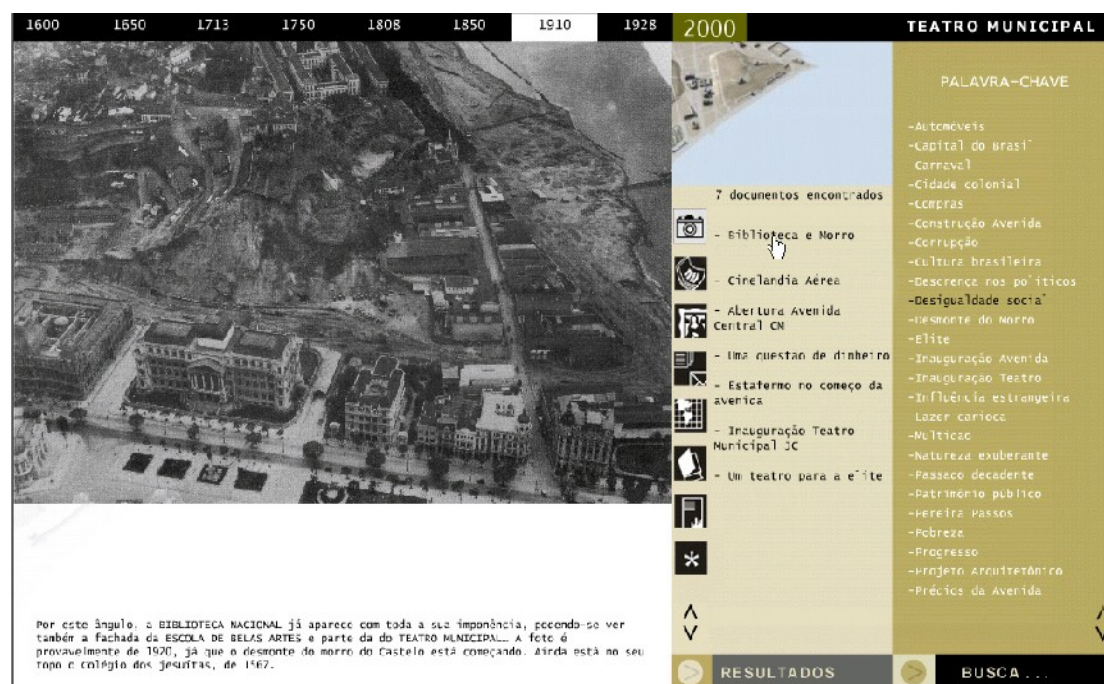 1600 1650 1713 1750 1808 1850 1910 1928 2000 TEATRO MUNICIPAL
7 documentos encontrados
- Biblioteca e Morro
- Cinelandia Aérea
- Abertura Avenida
Central CM
- Uma questao de dinheiro
- Estafermo no começo da
avenica
- Inauguração Teatro
Municipal JC
- Um teatro para a elite
RESULTADOS
PALAVRA-CHAVE
-Automóveis
-Capital do Brasil
Carnaval
-Cidade colonial
-Compras
-Construção Avenida
-Corrupção
-Cultura brasileira
-Descrença nos políticos
-Desigualdade social
-Desmonte do Morro
-Elite
-Inauguração Avenida
-Inauguração Teatro
-Influência estrangeira
Lazer carioca
-Multicao
-Natureza exuberante
-Passaco decadente
-Patrimônio público
-Pereira Passos
-Pobreza
-Progresso
-Projeto Arquitetônico
-Prédios da Avenida
BUSCA...
Por este ângulo, a BIBLIOTECA NACIONAL já aparece com toda a sua imponência, pocendo-se ver
também a fachada da ESCOLA DE BELAS ARTES e parte da do TEATRO MUNICIPAL. A foto é
provavelmente de 1920, já que o desmonte do morro do Castelo está começando. Ainda está no seu
topo o colégio dos jesuítas, de 1567.